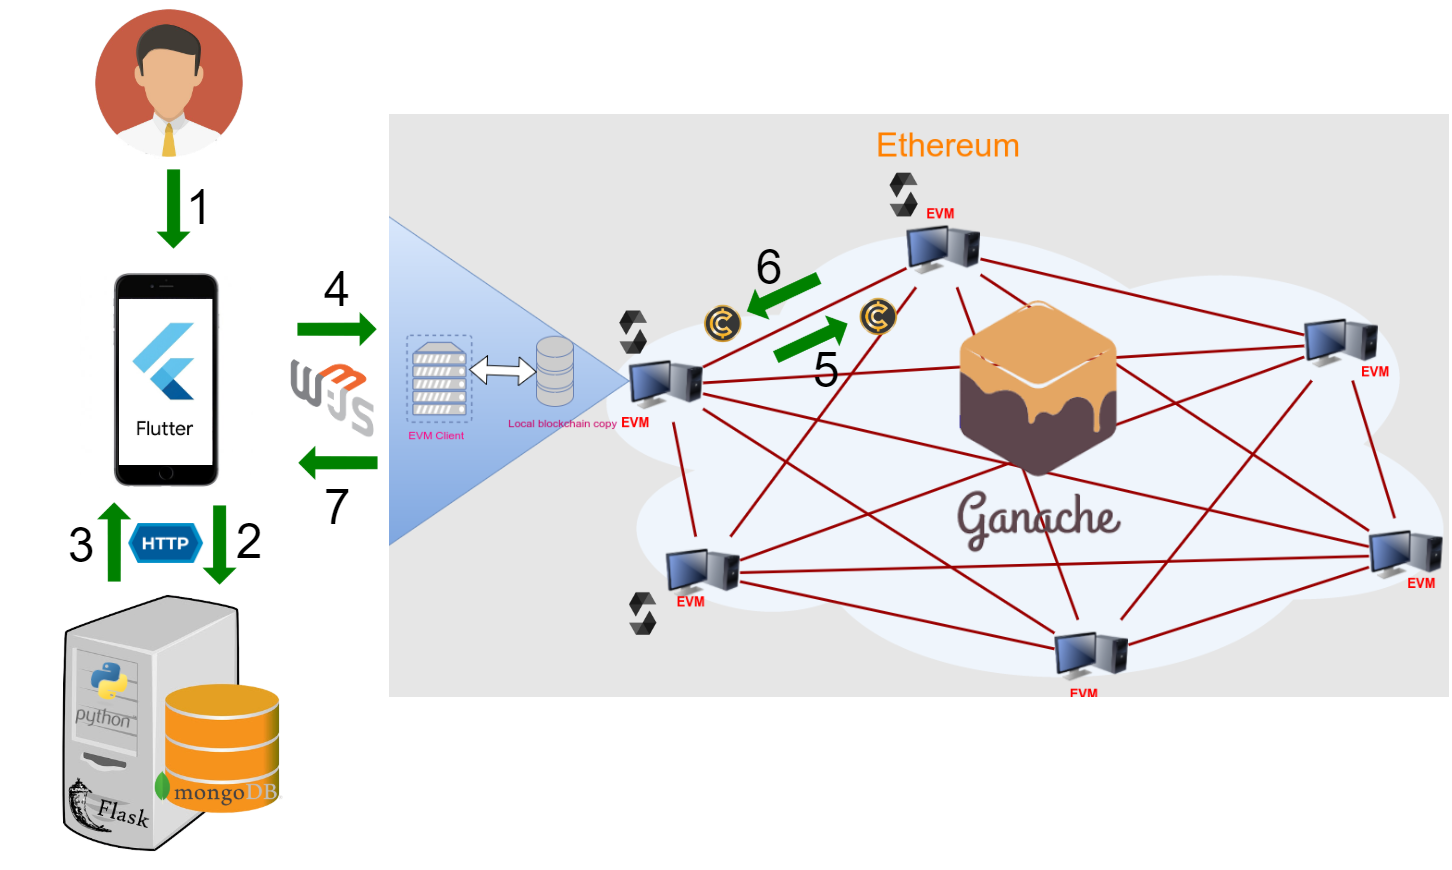 Ethereum
1
EVM
6
4
5
EVM
W3JS
Flutter
EVM Client
Local blockchain copy
EVM
7
Ganache
3
HTTP
2
EVM
EVM
EVM
python
mongoDB
Flask